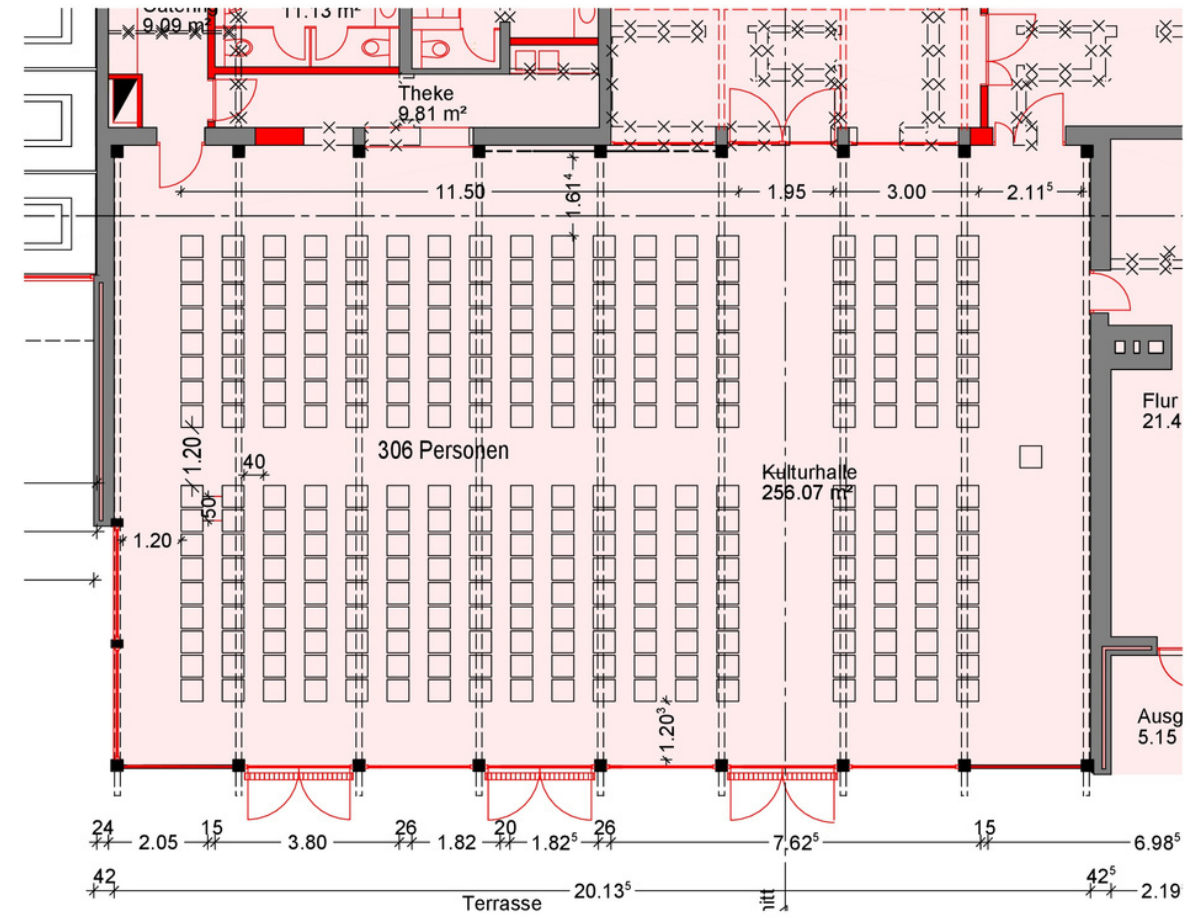 Catering
9.09 m²
11.13 m²
Theke
9.81 m²
11.50
1.61⁴
1.95
3.00
2.11⁵
306 Personen
1.20
40
50
1.20
Kulturhalle
256.07 m²
Flur
21.4
1.20³
Ausg
5.15
24
2.05
15
3.80
26
1.82
20
1.82⁵
26
7.62⁵
15
6.98⁵
42
20.13⁵
42⁵
2.19
Terrasse
nitt